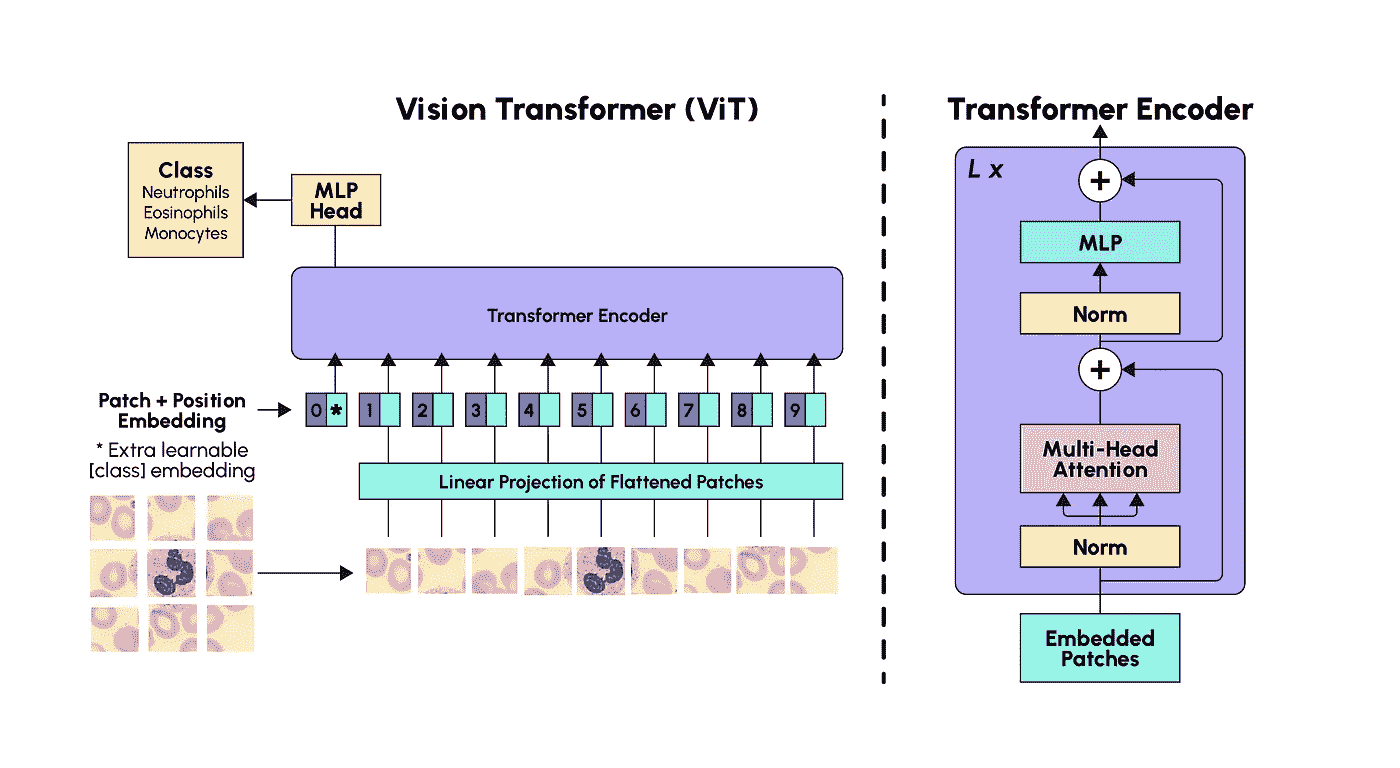 Vision Transformer (ViT)
Class
Neutrophils
Eosinophils
Monocytes
MLP
Head
Transformer Encoder
Patch + Position
Embedding
* Extra learnable
[class] embedding
0 * 1 2 3 4 5 6 7 8 9
Linear Projection of Flattened Patches
Transformer Encoder
L x
+
MLP
Norm
+
Multi-Head
Attention
Norm
Embedded
Patches